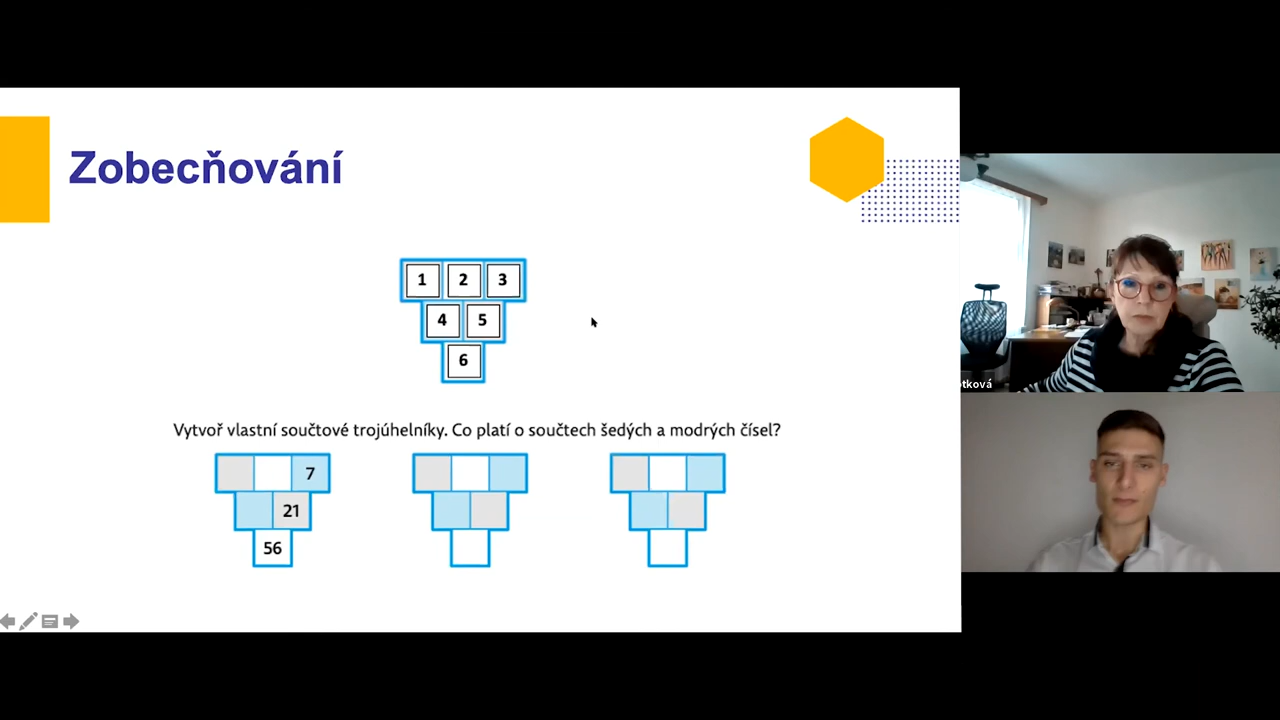 Zobecňování
1 2 3
4 5
6
Vytvoř vlastní součtové trojúhelníky. Co platí o součtech šedých a modrých čísel?
7
21
56